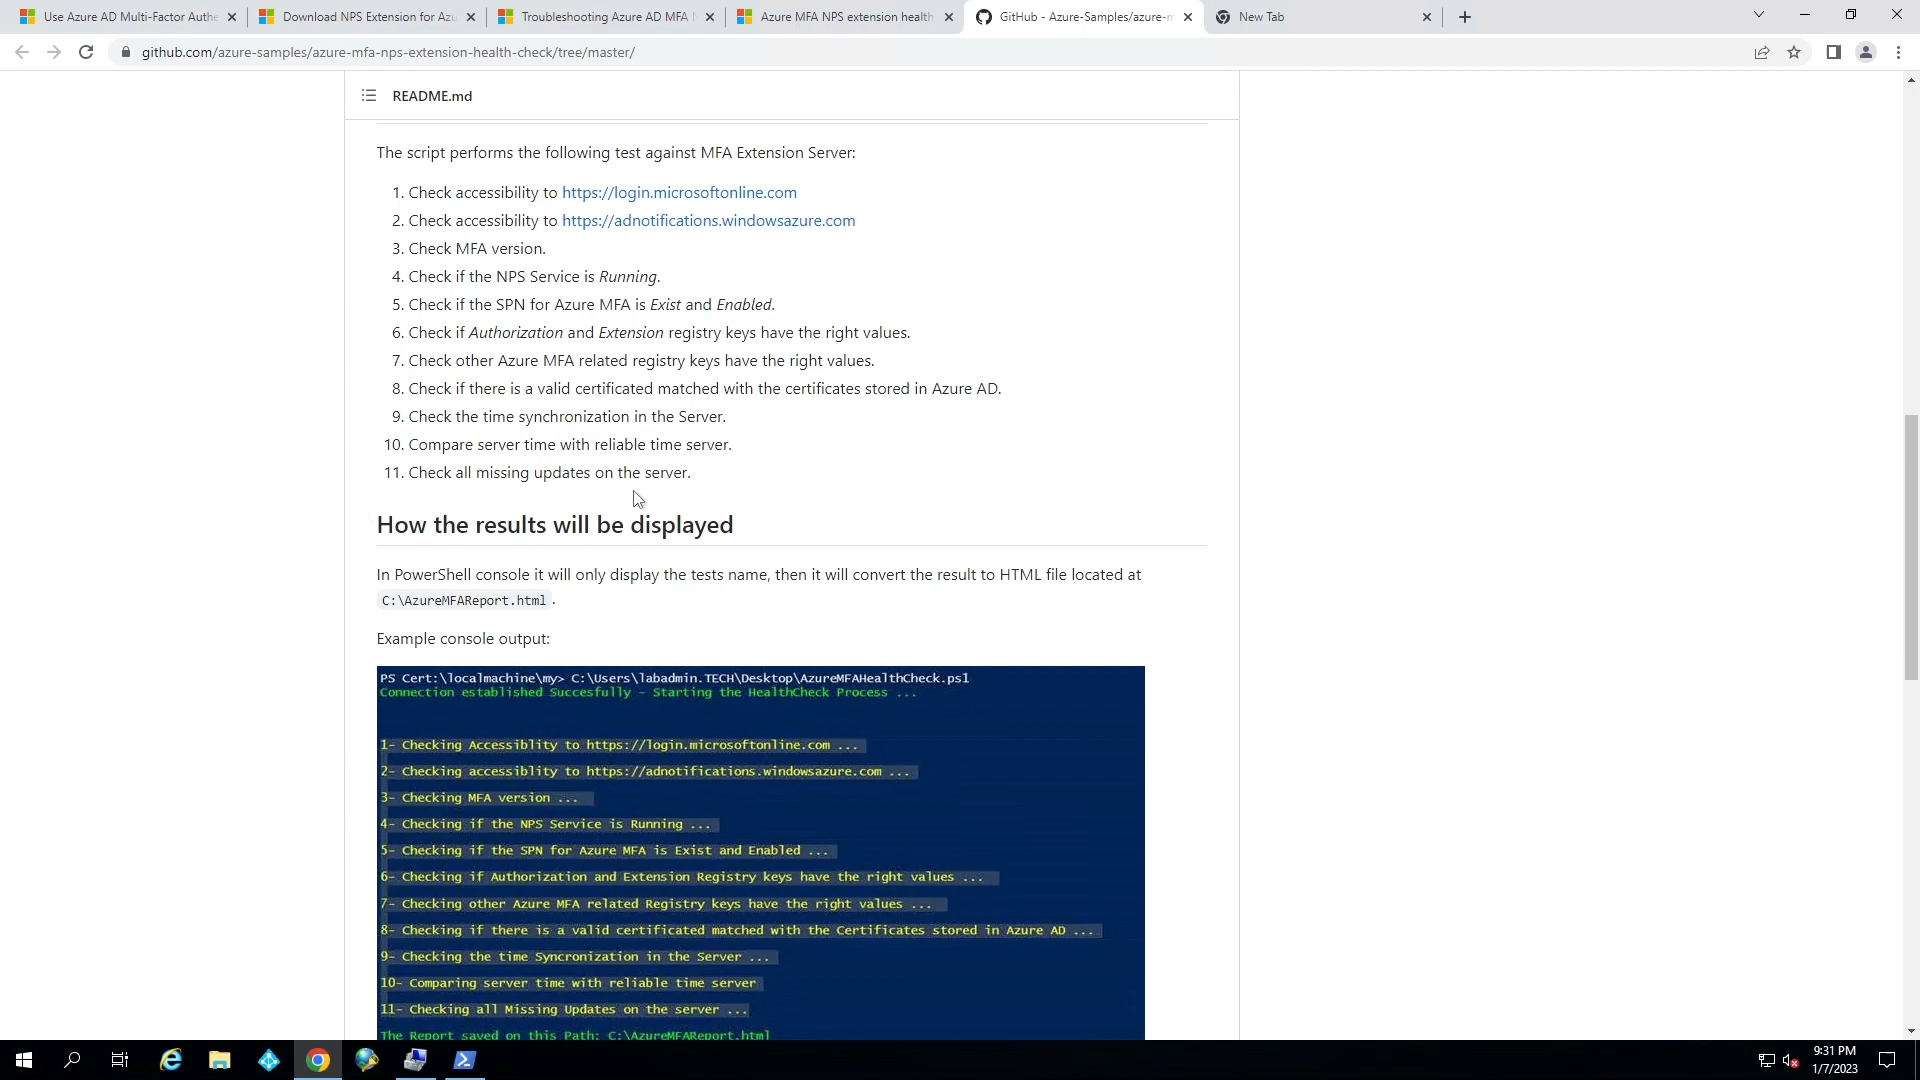 Use Azure AD Multi-Factor Authe
Download NPS Extension for Azu
Troubleshooting Azure AD MFA N
Azure MFA NPS extension health
GitHub - Azure-Samples/azure-m
New Tab
github.com/azure-samples/azure-mfa-nps-extension-health-check/tree/master/
README.md
The script performs the following test against MFA Extension Server:
1. Check accessibility to https://login.microsoftonline.com
2. Check accessibility to https://adnotifications.windowsazure.com
3. Check MFA version.
4. Check if the NPS Service is Running.
5. Check if the SPN for Azure MFA is Exist and Enabled.
6. Check if Authorization and Extension registry keys have the right values.
7. Check other Azure MFA related registry keys have the right values.
8. Check if there is a valid certificated matched with the certificates stored in Azure AD.
9. Check the time synchronization in the Server.
10. Compare server time with reliable time server.
11. Check all missing updates on the server.
How the results will be displayed
In PowerShell console it will only display the tests name, then it will convert the result to HTML file located at
C:\AzureMFAReport.html .
Example console output:
PS Cert:\localmachine\my> C:\Users\labadmin.TECH\Desktop\AzureMFAHealthCheck.ps1
Connection established Succesfully - Starting the HealthCheck Process ...
1- Checking Accessiblity to https://login.microsoftonline.com ...
2- Checking accessiblity to https://adnotifications.windowsazure.com ...
3- Checking MFA version ...
4- Checking if the NPS Service is Running ...
5- Checking if the SPN for Azure MFA is Exist and Enabled ...
6- Checking if Authorization and Extension Registry keys have the right values ...
7- Checking other Azure MFA related Registry keys have the right values ...
8- Checking if there is a valid certificated matched with the Certificates stored in Azure AD ...
9- Checking the time Syncronization in the Server ...
10- Comparing server time with reliable time server
11- Checking all Missing Updates on the server ...
The Report saved on this Path: C:\AzureMFAReport.html
9:31 PM
1/7/2023